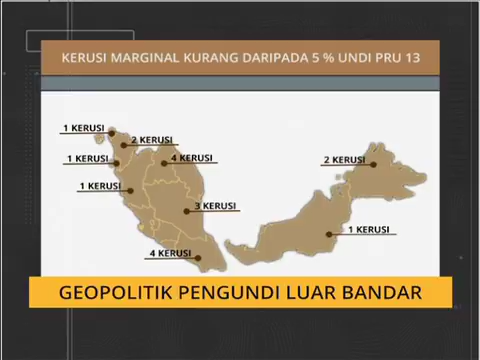 KERUSI MARGINAL KURANG DARIPADA 5 % UNDI PRU 13
1 KERUSI
2 KERUSI
1 KERUSI
4 KERUSI
2 KERUSI
1 KERUSI
3 KERUSI
1 KERUSI
4 KERUSI
GEOPOLITIK PENGUNDI LUAR BANDAR